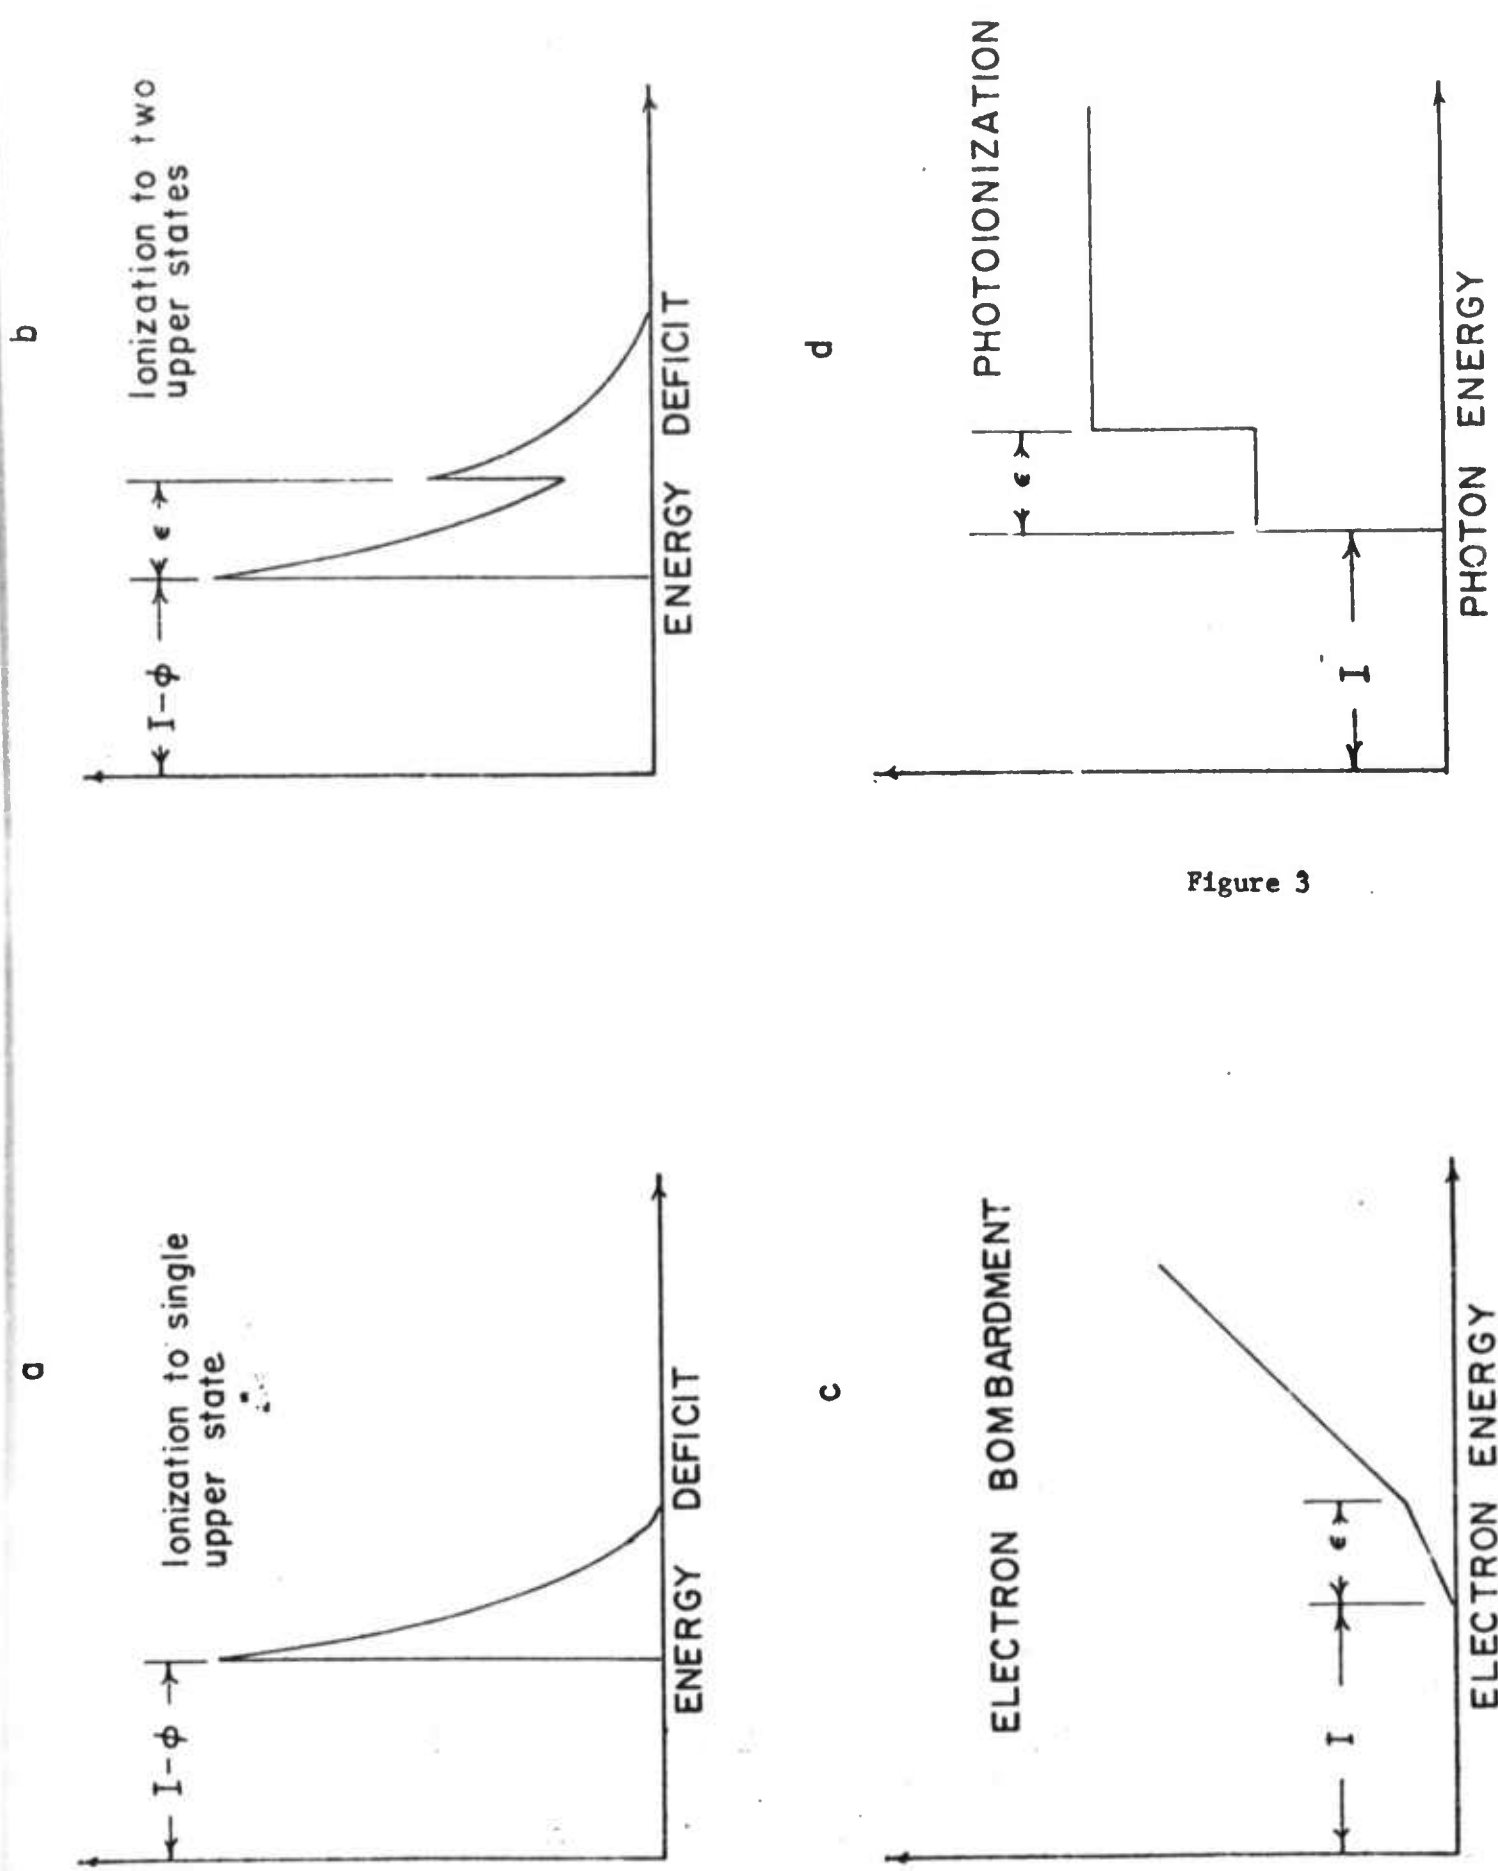 a
Ionization to single
upper state
I-ϕ
ENERGY DEFICIT
b
Ionization to two
upper states
I-ϕ
ϵ
ENERGY DEFICIT
c
ELECTRON BOMBARDMENT
I
ϵ
ELECTRON ENERGY
d
PHOTOIONIZATION
ϵ
I
PHOTON ENERGY
Figure 3